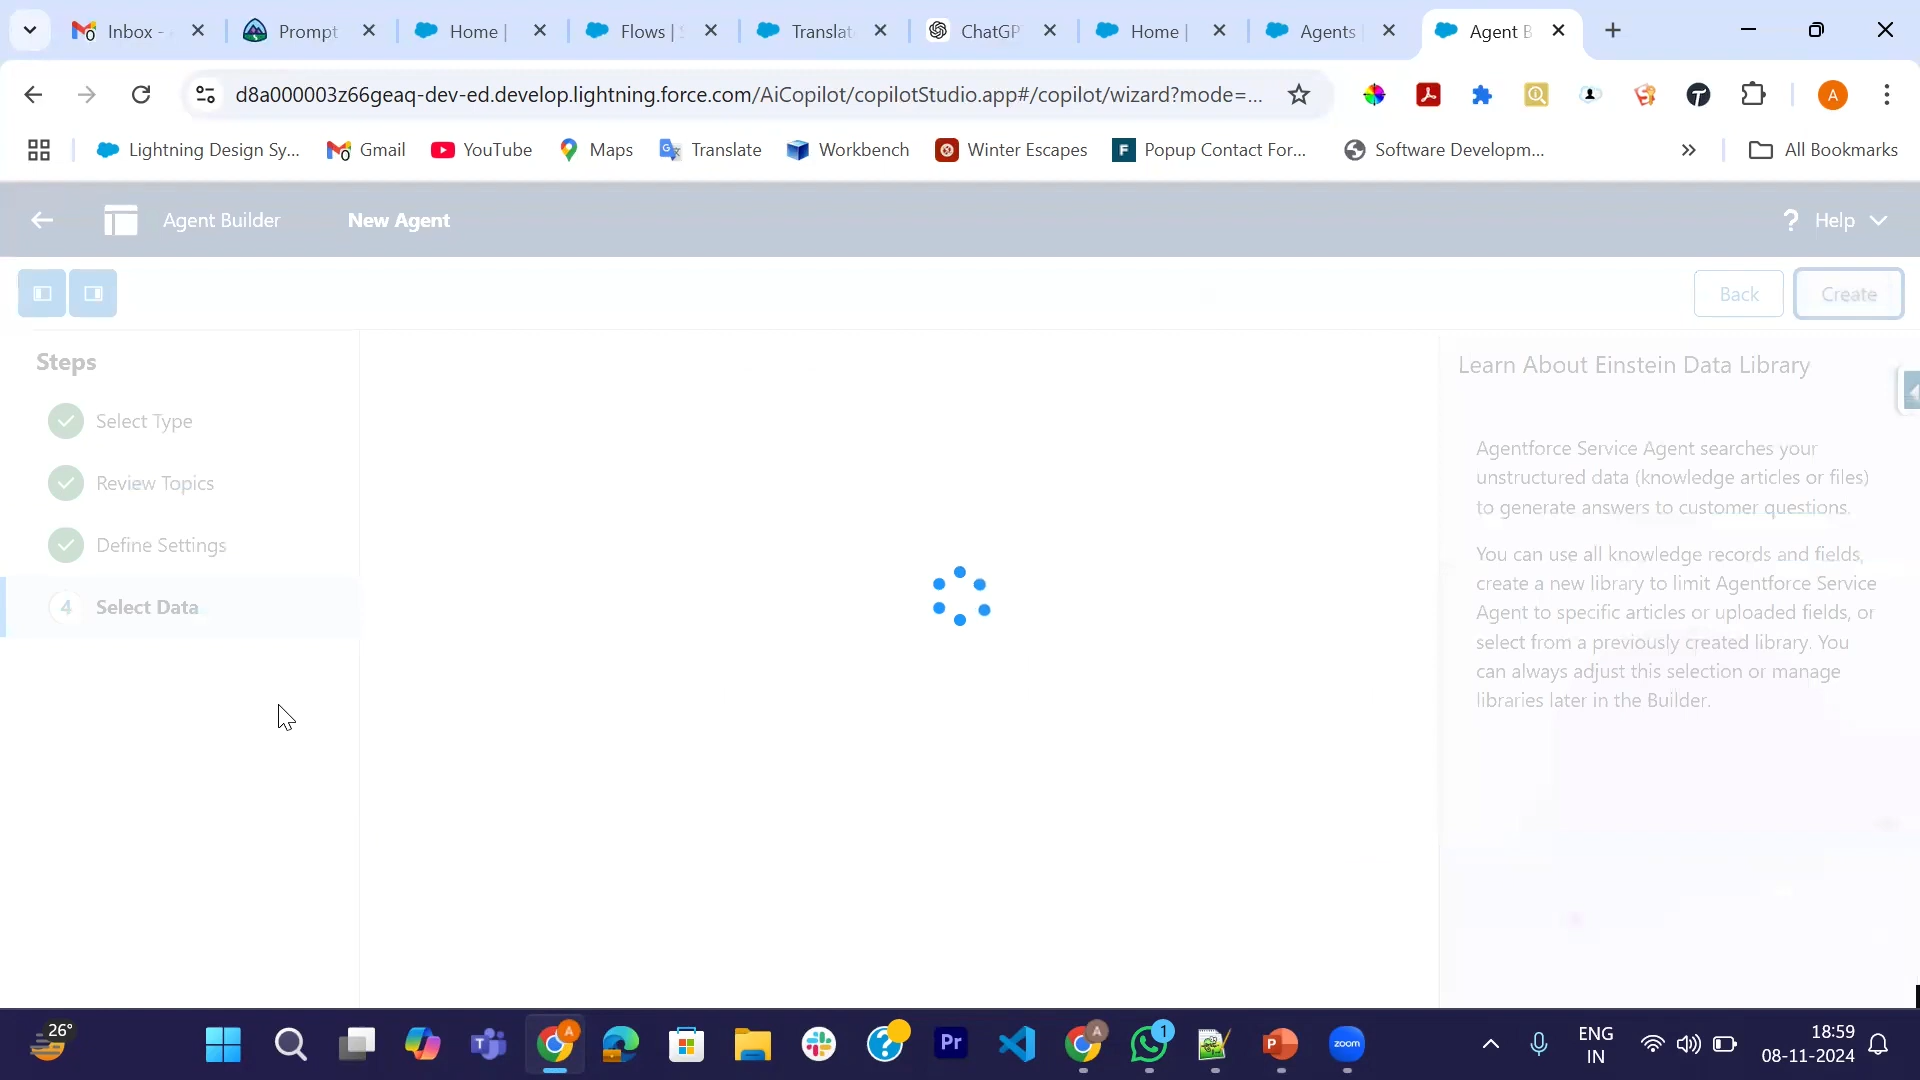 Inbox -
Prompt
Home |
Flows |
Translat
ChatGP
Home |
Agents
Agent B
d8a000003z66geaq-dev-ed.develop.lightning.force.com/AiCopilot/copilotStudio.app#/copilot/wizard?mode=...
A
Lightning Design Sy...
Gmail
YouTube
Maps
Translate
Workbench
Winter Escapes
F
Popup Contact For...
Software Developm...
All Bookmarks
Agent Builder
New Agent
? Help
Back
Create
Steps
Select Type
Review Topics
Define Settings
4 Select Data
Learn About Einstein Data Library
Agentforce Service Agent searches your
unstructured data (knowledge articles or files)
to generate answers to customer questions.
You can use all knowledge records and fields,
create a new library to limit Agentforce Service
Agent to specific articles or uploaded fields, or
select from a previously created library. You
can always adjust this selection or manage
libraries later in the Builder.
26°
A
Pr
A
1
zoom
ENG
IN
18:59
08-11-2024